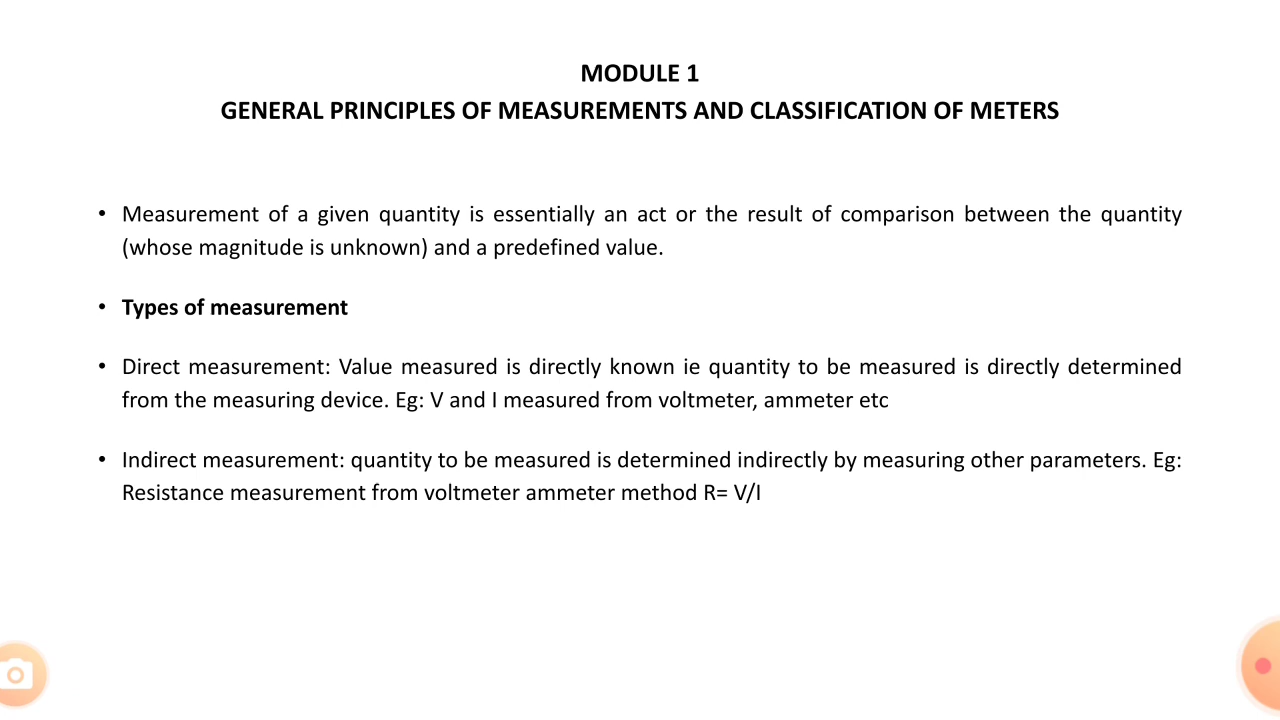 MODULE 1
GENERAL PRINCIPLES OF MEASUREMENTS AND CLASSIFICATION OF METERS
• Measurement of a given quantity is essentially an act or the result of comparison between the quantity
(whose magnitude is unknown) and a predefined value.
• Types of measurement
• Direct measurement: Value measured is directly known ie quantity to be measured is directly determined
from the measuring device. Eg: V and I measured from voltmeter, ammeter etc
• Indirect measurement: quantity to be measured is determined indirectly by measuring other parameters. Eg:
Resistance measurement from voltmeter ammeter method R= V/I